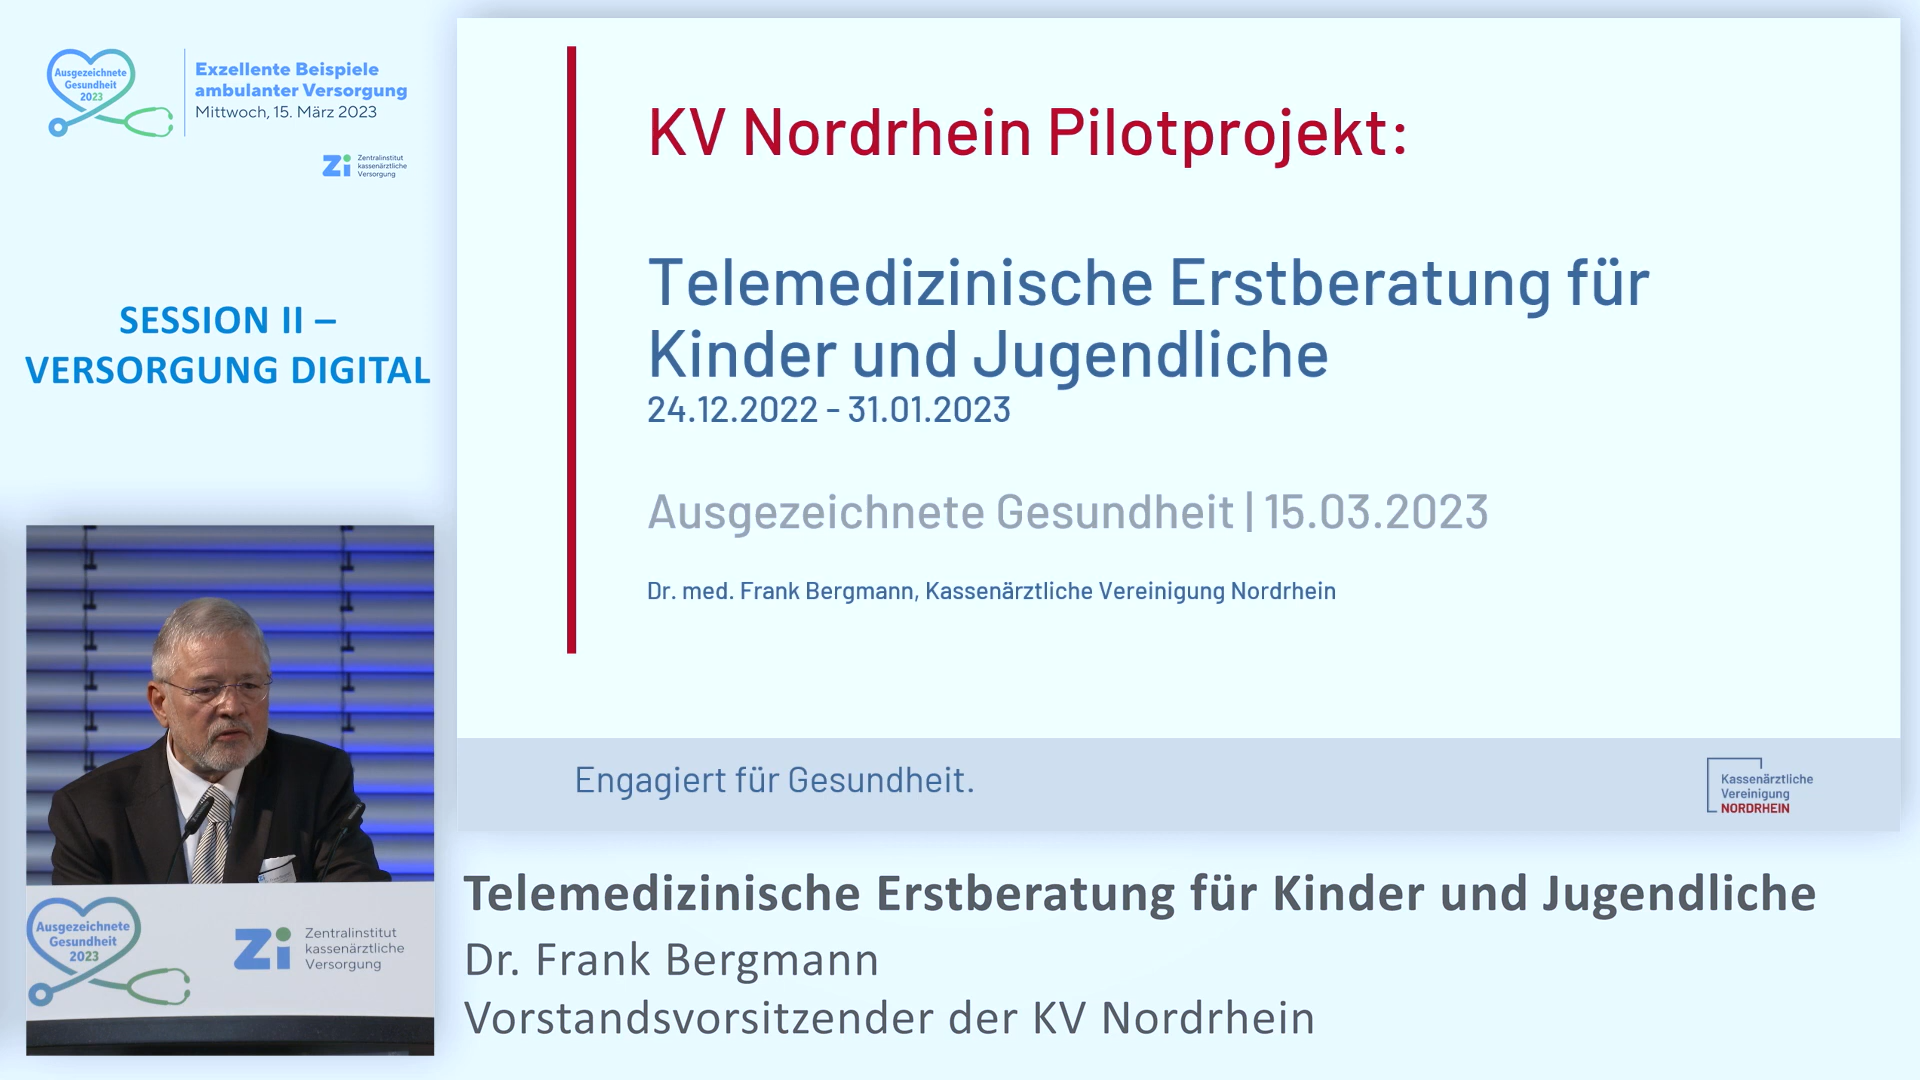 Ausgezeichnete
Gesundheit
2023
Exzellente Beispiele
ambulanter Versorgung
Mittwoch, 15. März 2023
Zi
Zentralinstitut
kassenärztliche
Versorgung
SESSION II –
VERSORGUNG DIGITAL
KV Nordrhein Pilotprojekt:
Telemedizinische Erstberatung für
Kinder und Jugendliche
24.12.2022 - 31.01.2023
Ausgezeichnete Gesundheit | 15.03.2023
Dr. med. Frank Bergmann, Kassenärztliche Vereinigung Nordrhein
Engagiert für Gesundheit.
Kassenärztliche
Vereinigung
NORDRHEIN
Ausgezeichnete
Gesundheit
2023
Zi
Zentralinstitut
kassenärztliche
Versorgung
Telemedizinische Erstberatung für Kinder und Jugendliche
Dr. Frank Bergmann
Vorstandsvorsitzender der KV Nordrhein